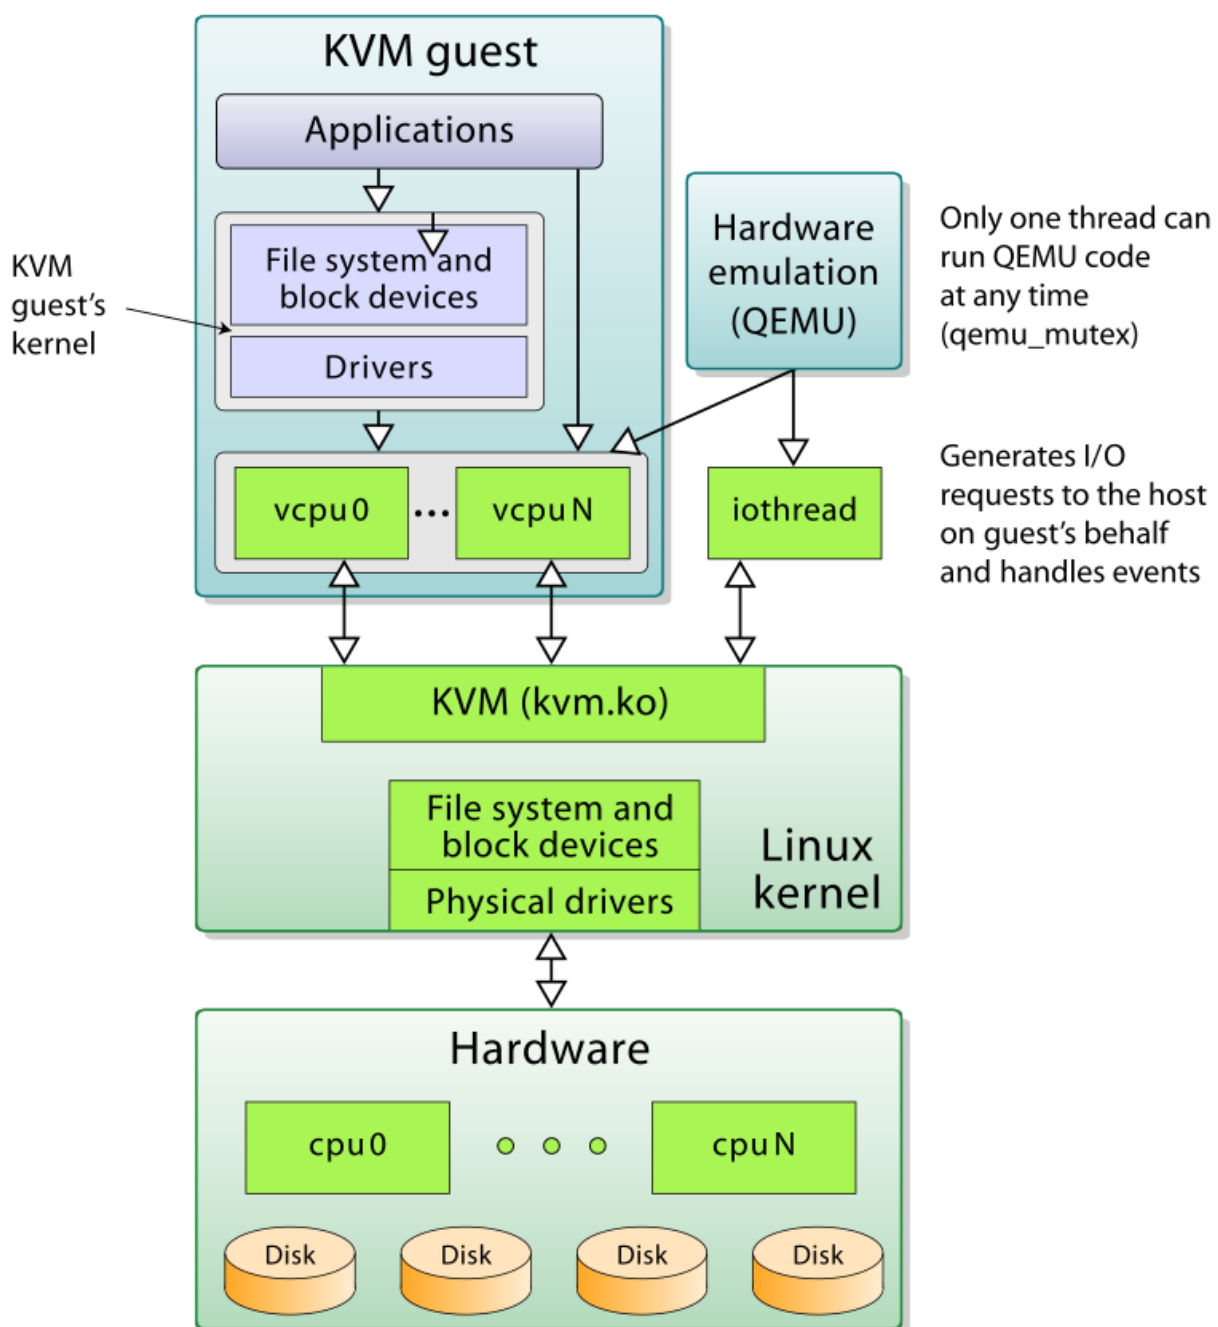 KVM guest
Applications
KVM
guest’s
kernel
File system and
block devices
Drivers
vcpu0 ... vcpuN
Hardware
emulation
(QEMU)
Only one thread can
run QEMU code
at any time
(qemu_mutex)
iothread
Generates I/O
requests to the host
on guest’s behalf
and handles events
KVM (kvm.ko)
File system and
block devices
Physical drivers
Linux
kernel
Hardware
cpu0
cpuN
Disk
Disk
Disk
Disk